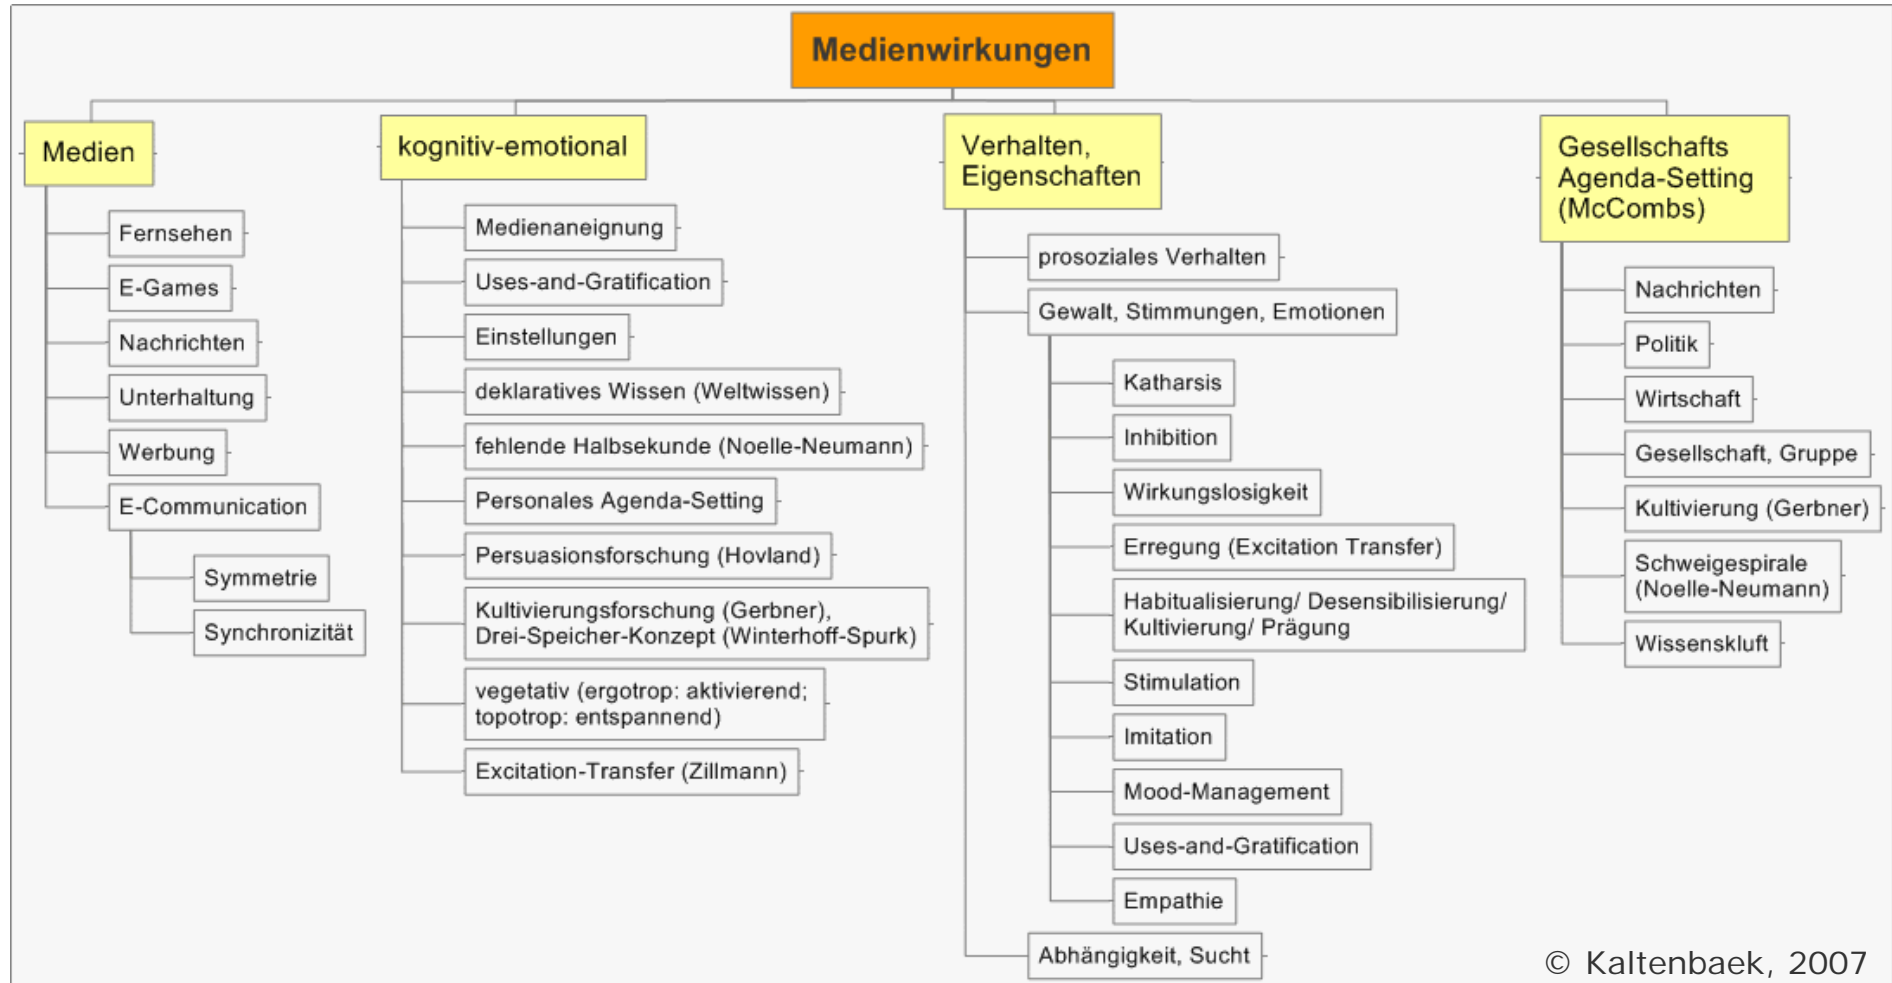 Medienwirkungen
Medien
Fernsehen
E-Games
Nachrichten
Unterhaltung
Werbung
E-Communication
Symmetrie
Synchronizität
kognitiv-emotional
Medienaneignung
Uses-and-Gratification
Einstellungen
deklaratives Wissen (Weltwissen)
fehlende Halbsekunde (Noelle-Neumann)
Personales Agenda-Setting
Persuasionsforschung (Hovland)
Kultivierungsforschung (Gerbner),
Drei-Speicher-Konzept (Winterhoff-Spurk)
vegetativ (ergotrop: aktivierend;
topotrop: entspannend)
Excitation-Transfer (Zillmann)
Verhalten,
Eigenschaften
prosoziales Verhalten
Gewalt, Stimmungen, Emotionen
Katharsis
Inhibition
Wirkungslosigkeit
Erregung (Excitation Transfer)
Habitualisierung/ Desensibilisierung/
Kultivierung/ Prägung
Stimulation
Imitation
Mood-Management
Uses-and-Gratification
Empathie
Abhängigkeit, Sucht
Gesellschafts
Agenda-Setting
(McCombs)
Nachrichten
Politik
Wirtschaft
Gesellschaft, Gruppe
Kultivierung (Gerbner)
Schweigespirale
(Noelle-Neumann)
Wissenskluft
© Kaltenbaek, 2007